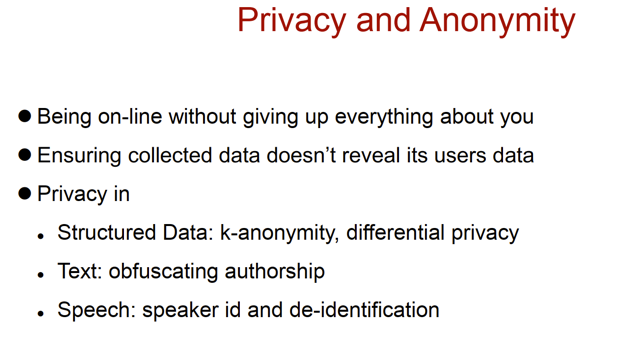 Privacy and Anonymity
● Being on-line without giving up everything about you
● Ensuring collected data doesn’t reveal its users data
● Privacy in
● Structured Data: k-anonymity, differential privacy
● Text: obfuscating authorship
● Speech: speaker id and de-identification